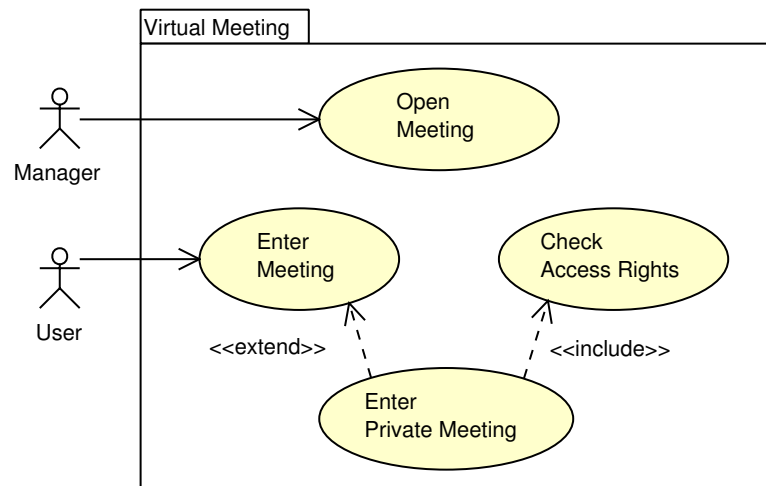 Virtual Meeting
Open
Meeting
Manager
Enter
Meeting
Check
Access Rights
User
<<extend>>
<<include>>
Enter
Private Meeting